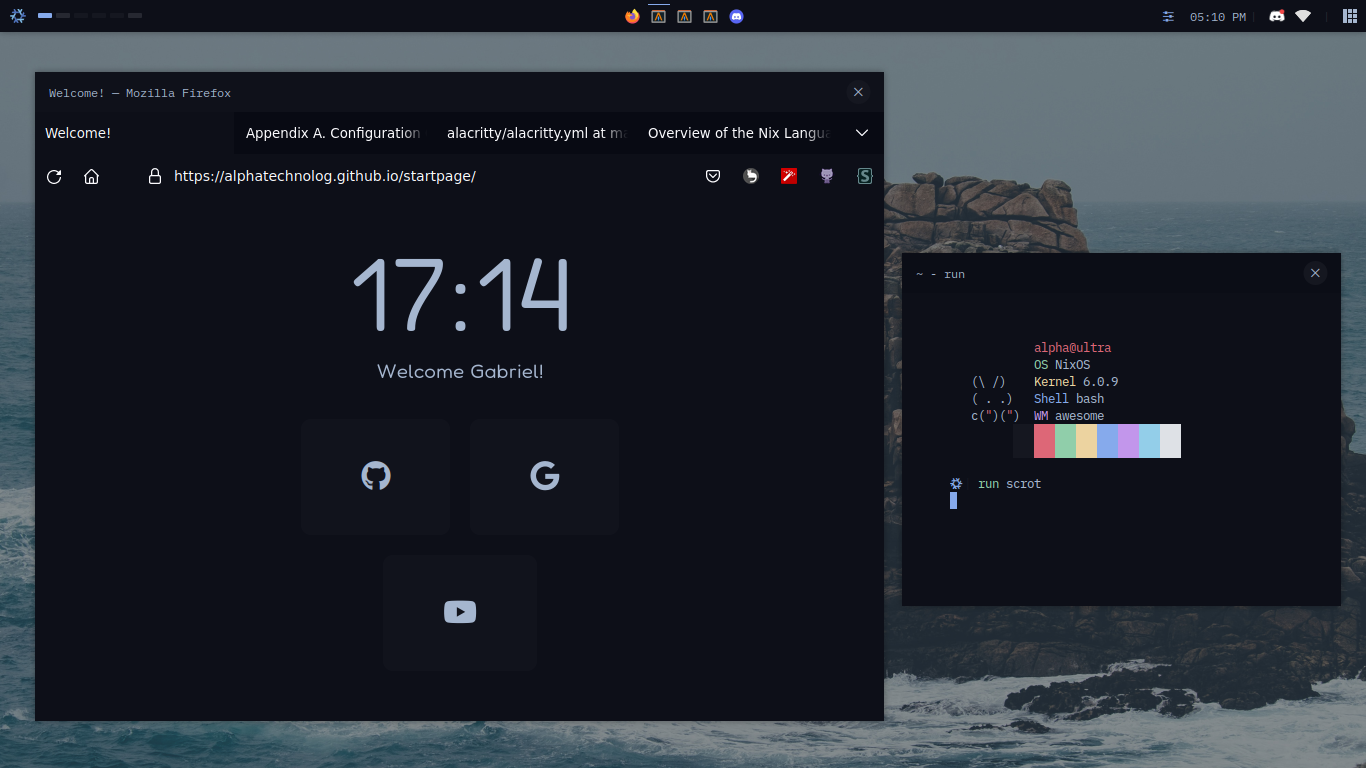 05:10 PM
Welcome! — Mozilla Firefox
Welcome!
Appendix A. Configuration
alacritty/alacritty.yml at ma
Overview of the Nix Langua
https://alphatechnolog.github.io/startpage/
17:14
Welcome Gabriel!
~ - run
alpha@ultra
OS NixOS
(\ /) Kernel 6.0.9
( . .) Shell bash
c(")(") WM awesome
run scrot